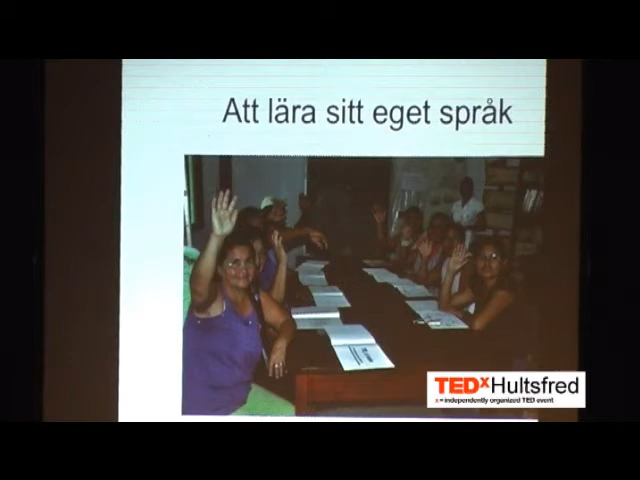 Att lära sitt eget språk
TEDxHultsfred
x = independently organized TED event